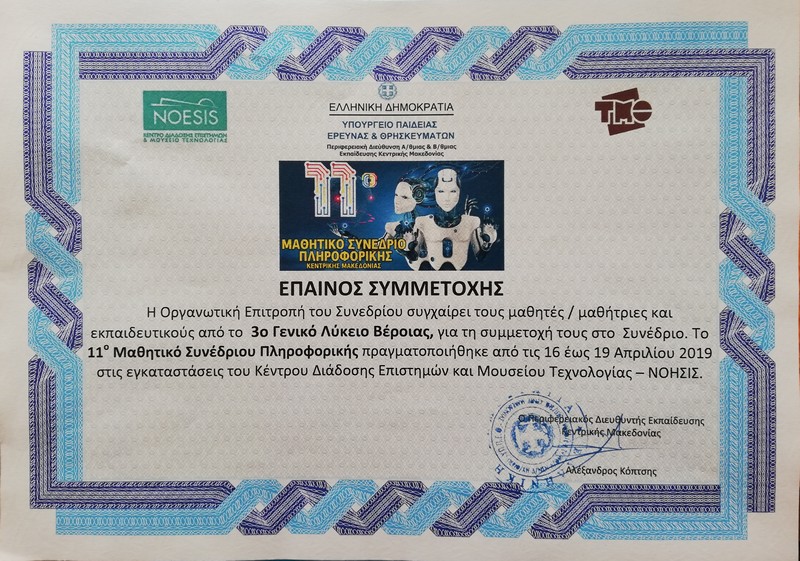 NOESIS
ΚΕΝΤΡΟ ΔΙΑΔΟΣΗΣ ΕΠΙΣΤΗΜΩΝ
& ΜΟΥΣΕΙΟ ΤΕΧΝΟΛΟΓΙΑΣ
ΕΛΛΗΝΙΚΗ ΔΗΜΟΚΡΑΤΙΑ
ΥΠΟΥΡΓΕΙΟ ΠΑΙΔΕΙΑΣ
ΕΡΕΥΝΑΣ & ΘΡΗΣΚΕΥΜΑΤΩΝ
Περιφερειακή Διεύθυνση Α/θμιας & Β/θμιας
Εκπαίδευσης Κεντρικής Μακεδονίας
ΤΜΘ
11ο
ΜΑΘΗΤΙΚΟ ΣΥΝΕΔΡΙΟ
ΠΛΗΡΟΦΟΡΙΚΗΣ
ΚΕΝΤΡΙΚΗΣ ΜΑΚΕΔΟΝΙΑΣ
ΕΠΑΙΝΟΣ ΣΥΜΜΕΤΟΧΗΣ
Η Οργανωτική Επιτροπή του Συνεδρίου συγχαίρει τους μαθητές / μαθήτριες και
εκπαιδευτικούς από το 3ο Γενικό Λύκειο Βέροιας, για τη συμμετοχή τους στο Συνέδριο. Το
11ο Μαθητικό Συνέδριου Πληροφορικής πραγματοποιήθηκε από τις 16 έως 19 Απριλίου 2019
στις εγκαταστάσεις του Κέντρου Διάδοσης Επιστημών και Μουσείου Τεχνολογίας – ΝΟΗΣΙΣ.
Ο Περιφερειακός Διευθυντής Εκπαίδευσης
Κεντρικής Μακεδονίας
Αλέξανδρος Κόπτσης